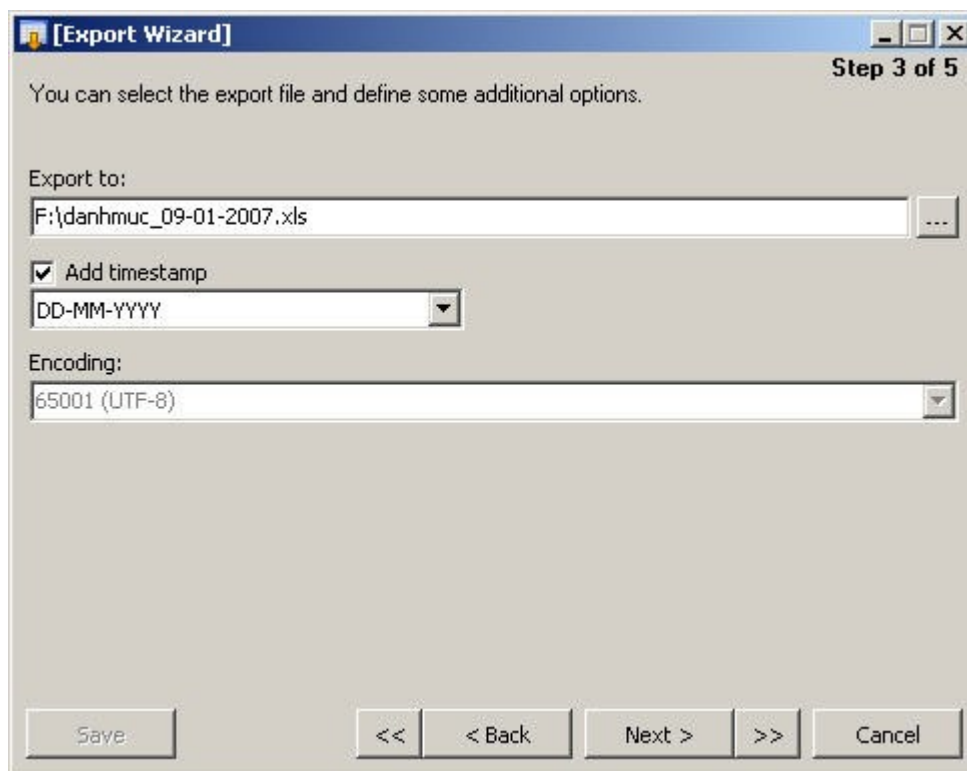 [Export Wizard]
Step 3 of 5
You can select the export file and define some additional options.
Export to:
F:\danhmuc_09-01-2007.xls
...
Add timestamp
DD-MM-YYYY
Encoding:
65001 (UTF-8)
Save
<<
< Back
Next >
>>
Cancel